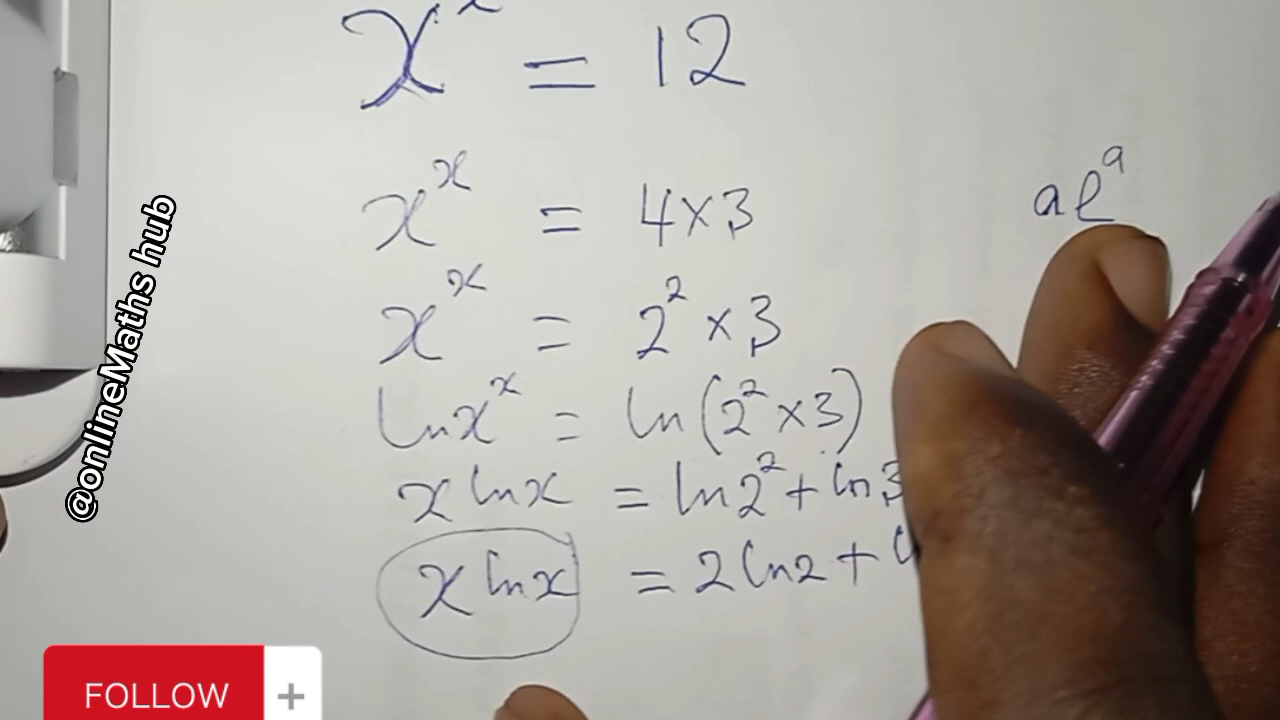 x^x = 12
x^x = 4×3
ae^a
x^x = 2^2 × 3
ln x^x = ln(2^2 × 3)
x ln x = ln 2^2 + ln 3
x ln x = 2 ln 2 +
@onlineMaths hub
FOLLOW +